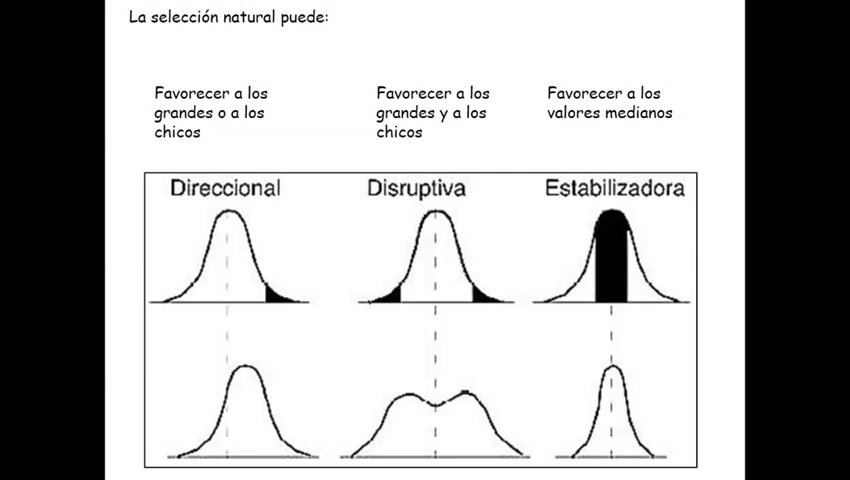 La selección natural puede:
Favorecer a los
grandes o a los
chicos
Favorecer a los
grandes y a los
chicos
Favorecer a los
valores medianos
Direccional
Disruptiva
Estabilizadora